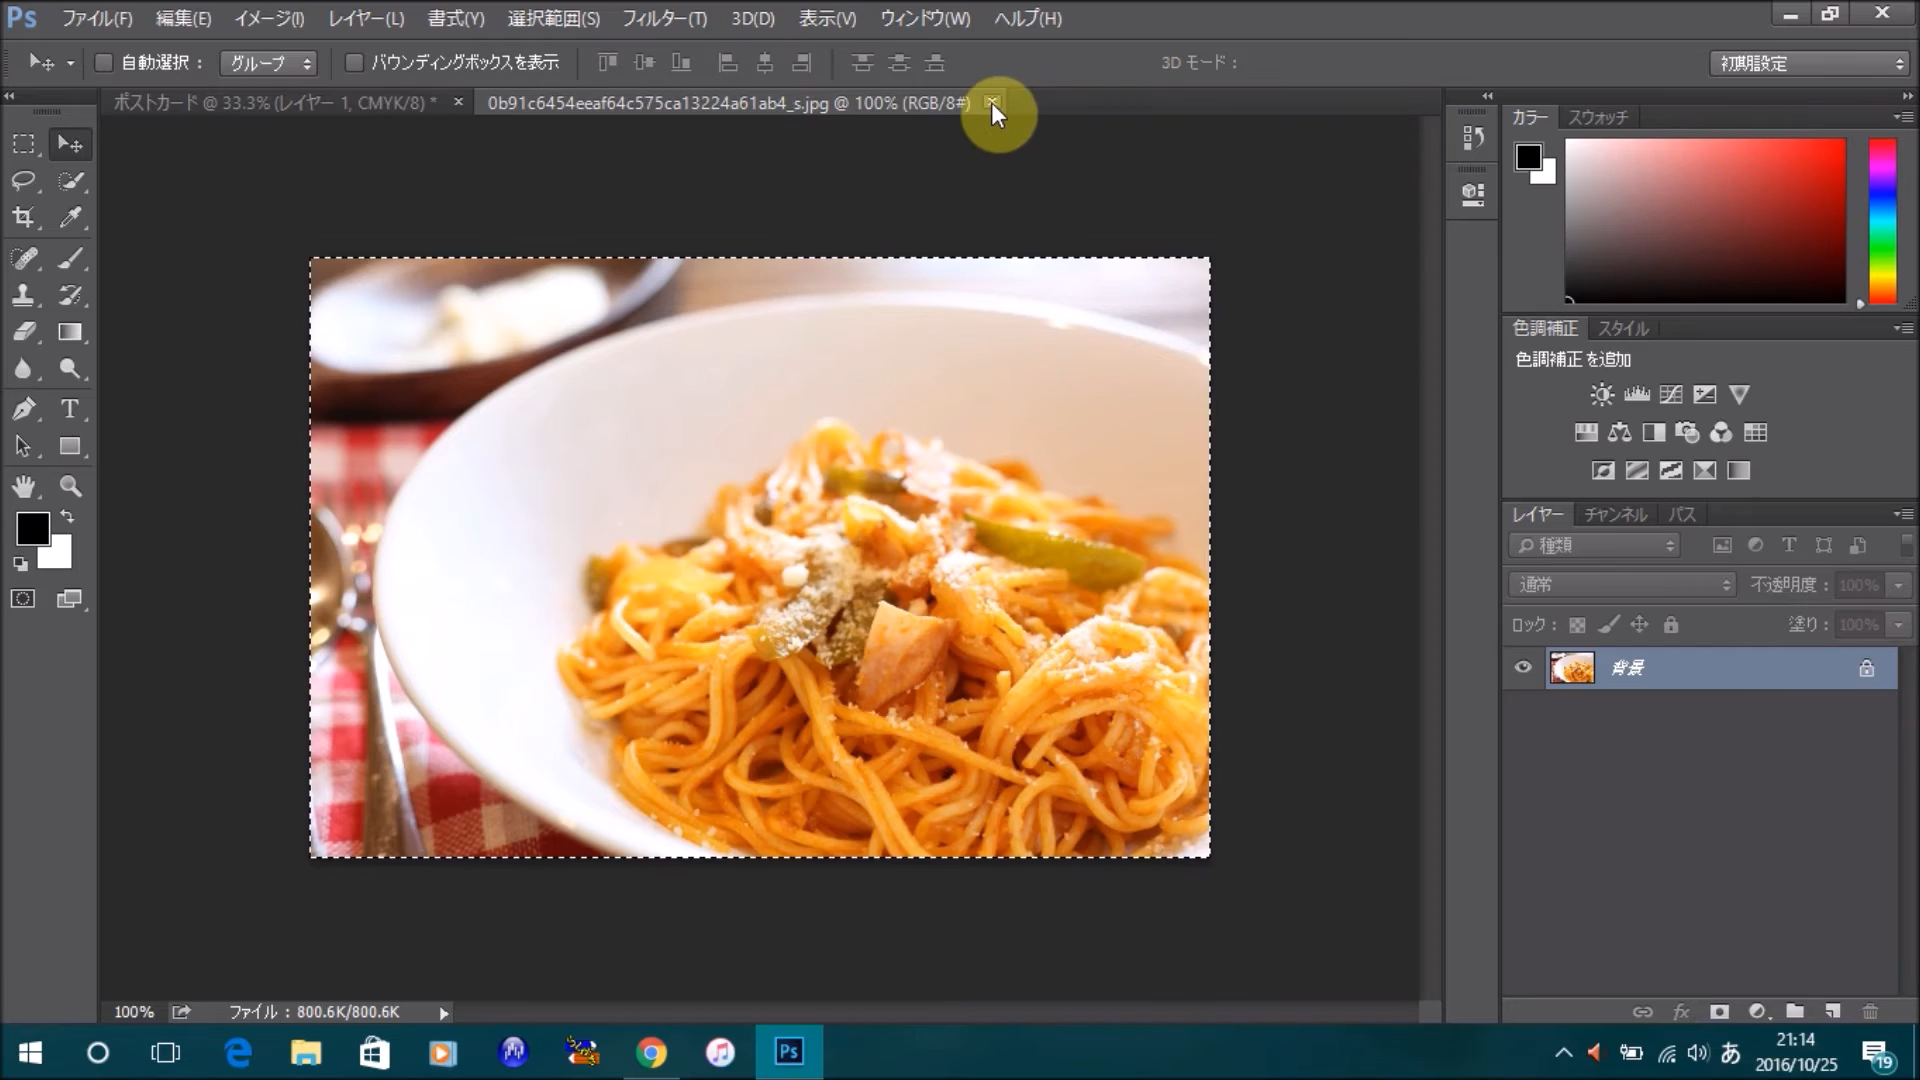 Ps ファイル(F) 編集(E) イメージ(I) レイヤー(L) 書式(Y) 選択範囲(S) フィルター(T) 3D(D) 表示(V) ウィンドウ(W) ヘルプ(H)
自動選択： グループ バウンディングボックスを表示 3D モード： 初期設定
ポストカード @ 33.3% (レイヤー 1, CMYK/8) * × 0b91c6454eeaf64c575ca13224a61ab4_s.jpg @ 100% (RGB/8#)
カラー スウォッチ
色調補正 スタイル
色調補正を追加
レイヤー チャンネル パス
種類
通常 不透明度： 100%
ロック： 塗り： 100%
背景
100% ファイル：800.6K/800.6K
fx
Ps あ 21:14
2016/10/25
19